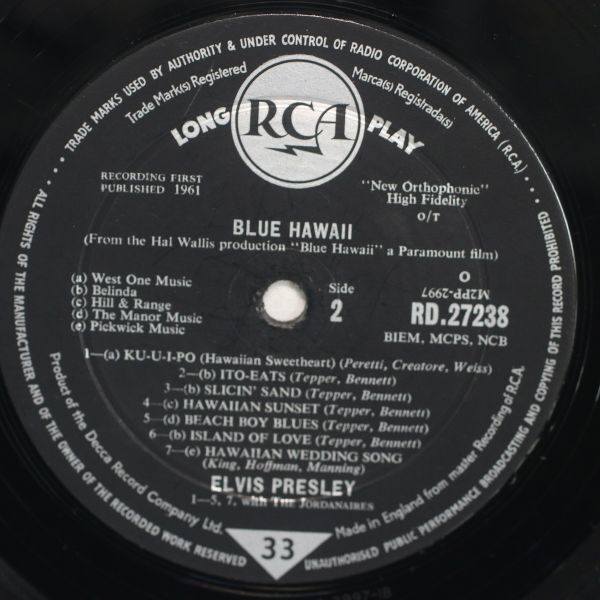 TRADE MARKS USED BY AUTHORITY & UNDER CONTROL OF RADIO CORPORATION OF AMERICA (R.C.A.) . . .
Trade Mark(s) Registered
Marca(s) Registrada(s)
LONG RCA PLAY
RECORDING FIRST
PUBLISHED 1961
"New Orthophonic"
High Fidelity
O/T
BLUE HAWAII
(From the Hal Wallis production "Blue Hawaii" a Paramount film)
(a) West One Music
(b) Belinda
(c) Hill & Range
(d) The Manor Music
(e) Pickwick Music
Side
2
O
M2PP-2997
RD.27238
BIEM, MCPS, NCB
1—(a) KU-U-I-PO (Hawaiian Sweetheart) (Peretti, Creatore, Weiss)
2—(b) ITO-EATS (Tepper, Bennett)
3—(b) SLICIN' SAND (Tepper, Bennett)
4—(c) HAWAIIAN SUNSET (Tepper, Bennett)
5—(d) BEACH BOY BLUES (Tepper, Bennett)
6—(b) ISLAND OF LOVE (Tepper, Bennett)
7—(e) HAWAIIAN WEDDING SONG
(King, Hoffman, Manning)
ELVIS PRESLEY
1—5, 7, with THE JORDANAIRES
Product of the Decca Record Company Ltd.
Made in England from master Recording of R.C.A.
33
. . . ALL RIGHTS OF THE MANUFACTURER AND OF THE OWNER OF THE RECORDED WORK RESERVED
UNAUTHORISED PUBLIC PERFORMANCE BROADCASTING AND COPYING OF THIS RECORD PROHIBITED . . .